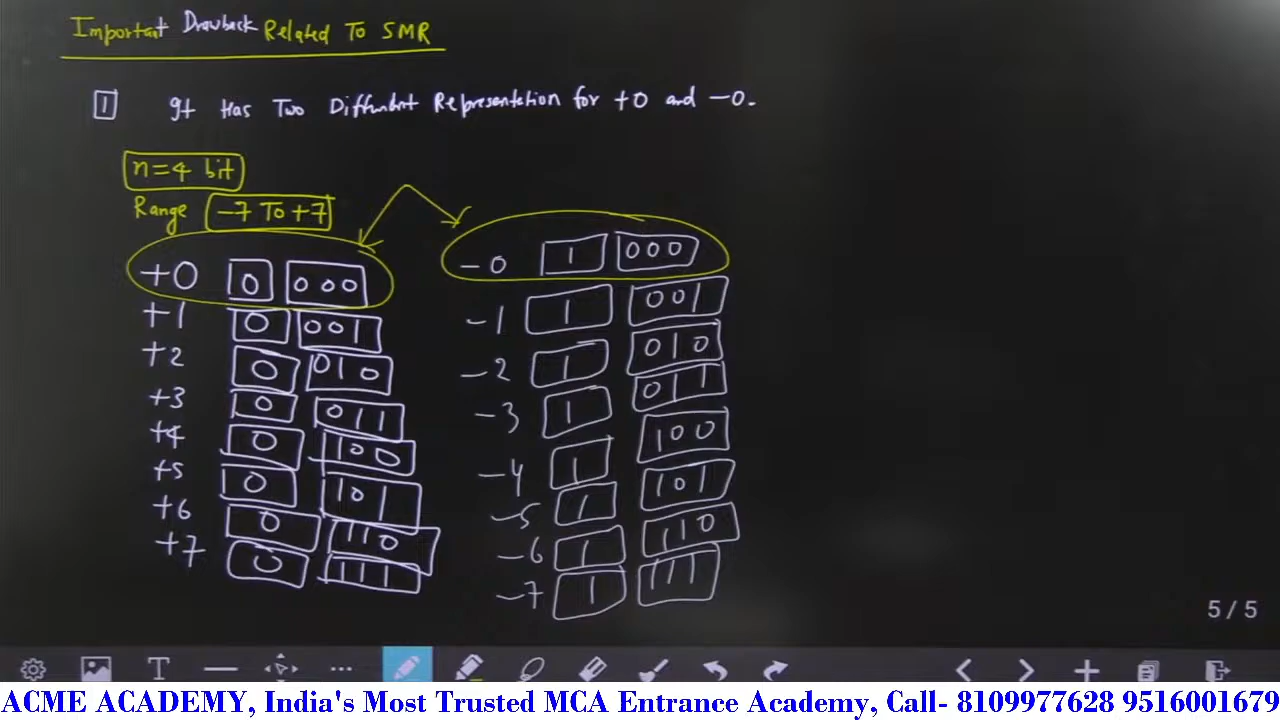 Important Drawback Related To SMR
1 It Has Two Different Representation for +0 and -0.
n=4 bit
Range -7 To +7
+0 0 000
+1 0 001
+2 0 010
+3 0 011
+4 0 100
+5 0 101
+6 0 110
+7 0 111
-0 1 000
-1 1 001
-2 1 010
-3 1 011
-4 1 100
-5 1 101
-6 1 110
-7 1 111
5/5
T
ACME ACADEMY, India's Most Trusted MCA Entrance Academy, Call- 8109977628 9516001679